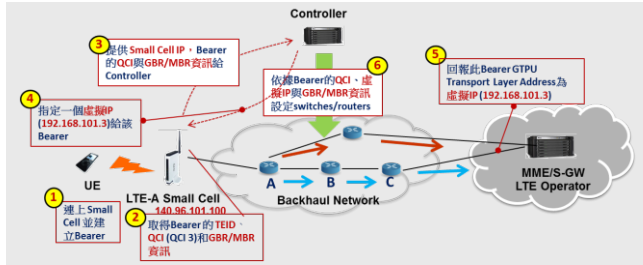 Controller
3
提供 Small Cell IP，Bearer
的QCI與GBR/MBR資訊給
Controller
6
依據Bearer的QCI、虛
擬IP與GBR/MBR資訊
設定switches/routers
5
回報此Bearer GTPU
Transport Layer Address為
虛擬IP (192.168.101.3)
4
指定一個虛擬IP
(192.168.101.3)給該
Bearer
UE
LTE-A Small Cell
140.96.101.100
A
B
C
Backhaul Network
MME/S-GW
LTE Operator
1
連上Small
Cell 並建
立Bearer
2
取得Bearer的TEID、
QCI (QCI 3)和GBR/MBR
資訊